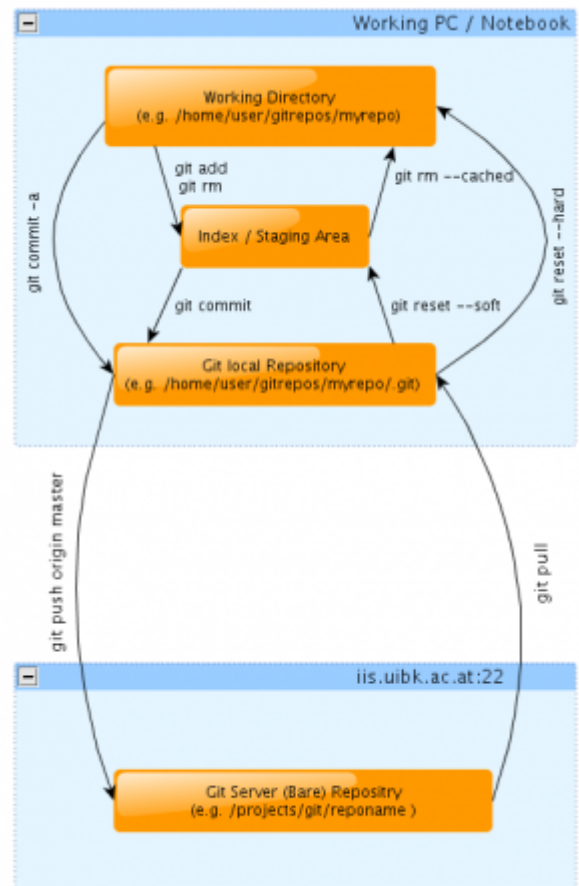 Working PC / Notebook
Working Directory
(e.g. /home/user/gitrepos/myrepo)
git add
git rm
git rm --cached
git commit -a
git reset --hard
Index / Staging Area
git commit
git reset --soft
Git local Repository
(e.g. /home/user/gitrepos/myrepo/.git)
git push origin master
git pull
iis.uibk.ac.at:22
Git Server (Bare) Repositry
(e.g. /projects/git/reponame )